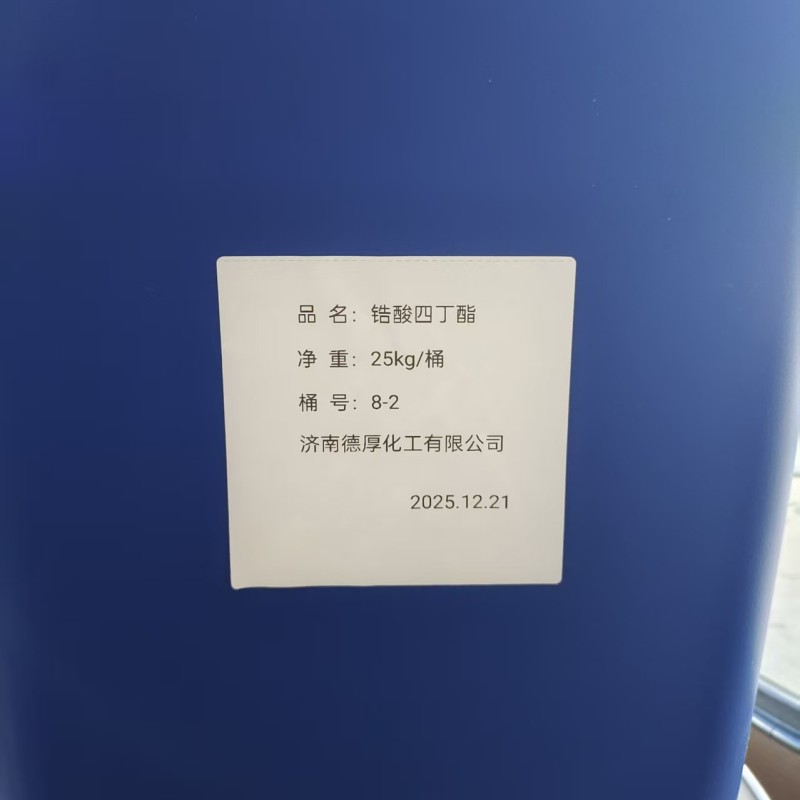 品 名：锆酸四丁酯
净 重：25kg/桶
桶 号：8-2
济南德厚化工有限公司
2025.12.21